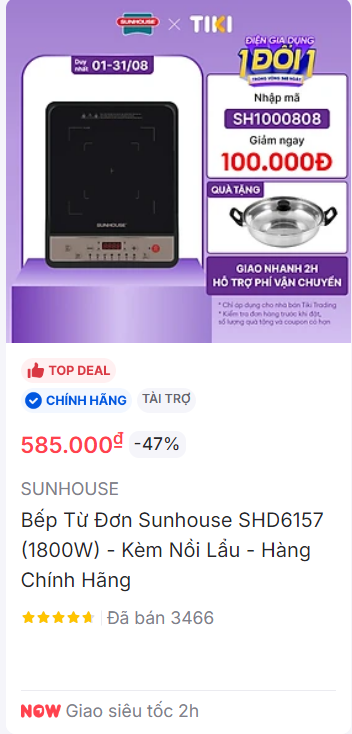 SUNHOUSE × TIKI
Duy nhất 01-31/08
ĐIỆN GIA DỤNG
1 ĐỔI 1
TRONG VÒNG 365 NGÀY
Nhập mã
SH1000808
Giảm ngay
100.000Đ
QUÀ TẶNG
SUNHOUSE
GIAO NHANH 2H
HỖ TRỢ PHÍ VẬN CHUYỂN
* Chỉ áp dụng cho nhà bán Tiki Trading
* Kiểm tra đơn hàng trước khi đặt,
số lượng quà tặng và coupon có hạn
TOP DEAL
CHÍNH HÃNG
TÀI TRỢ
585.000₫ -47%
SUNHOUSE
Bếp Từ Đơn Sunhouse SHD6157
(1800W) - Kèm Nồi Lẩu - Hàng
Chính Hãng
Đã bán 3466
NOW Giao siêu tốc 2h